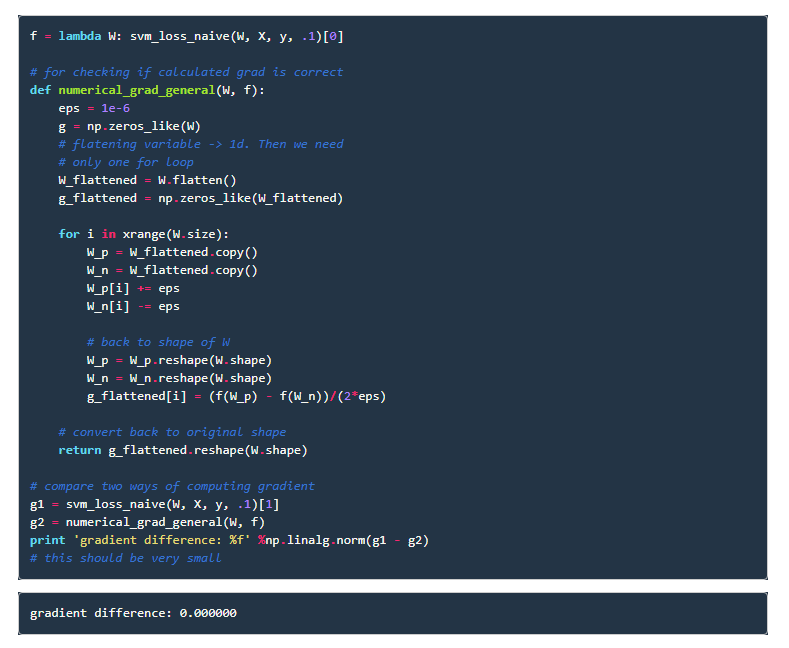 f = lambda W: svm_loss_naive(W, X, y, .1)[0]
# for checking if calculated grad is correct
def numerical_grad_general(W, f):
    eps = 1e-6
    g = np.zeros_like(W)
    # flatening variable -> 1d. Then we need
    # only one for loop
    W_flattened = W.flatten()
    g_flattened = np.zeros_like(W_flattened)
    for i in xrange(W.size):
        W_p = W_flattened.copy()
        W_n = W_flattened.copy()
        W_p[i] += eps
        W_n[i] -= eps
        # back to shape of W
        W_p = W_p.reshape(W.shape)
        W_n = W_n.reshape(W.shape)
        g_flattened[i] = (f(W_p) - f(W_n))/(2*eps)
    # convert back to original shape
    return g_flattened.reshape(W.shape)
# compare two ways of computing gradient
g1 = svm_loss_naive(W, X, y, .1)[1]
g2 = numerical_grad_general(W, f)
print 'gradient difference: %f' %np.linalg.norm(g1 - g2)
# this should be very small
gradient difference: 0.000000